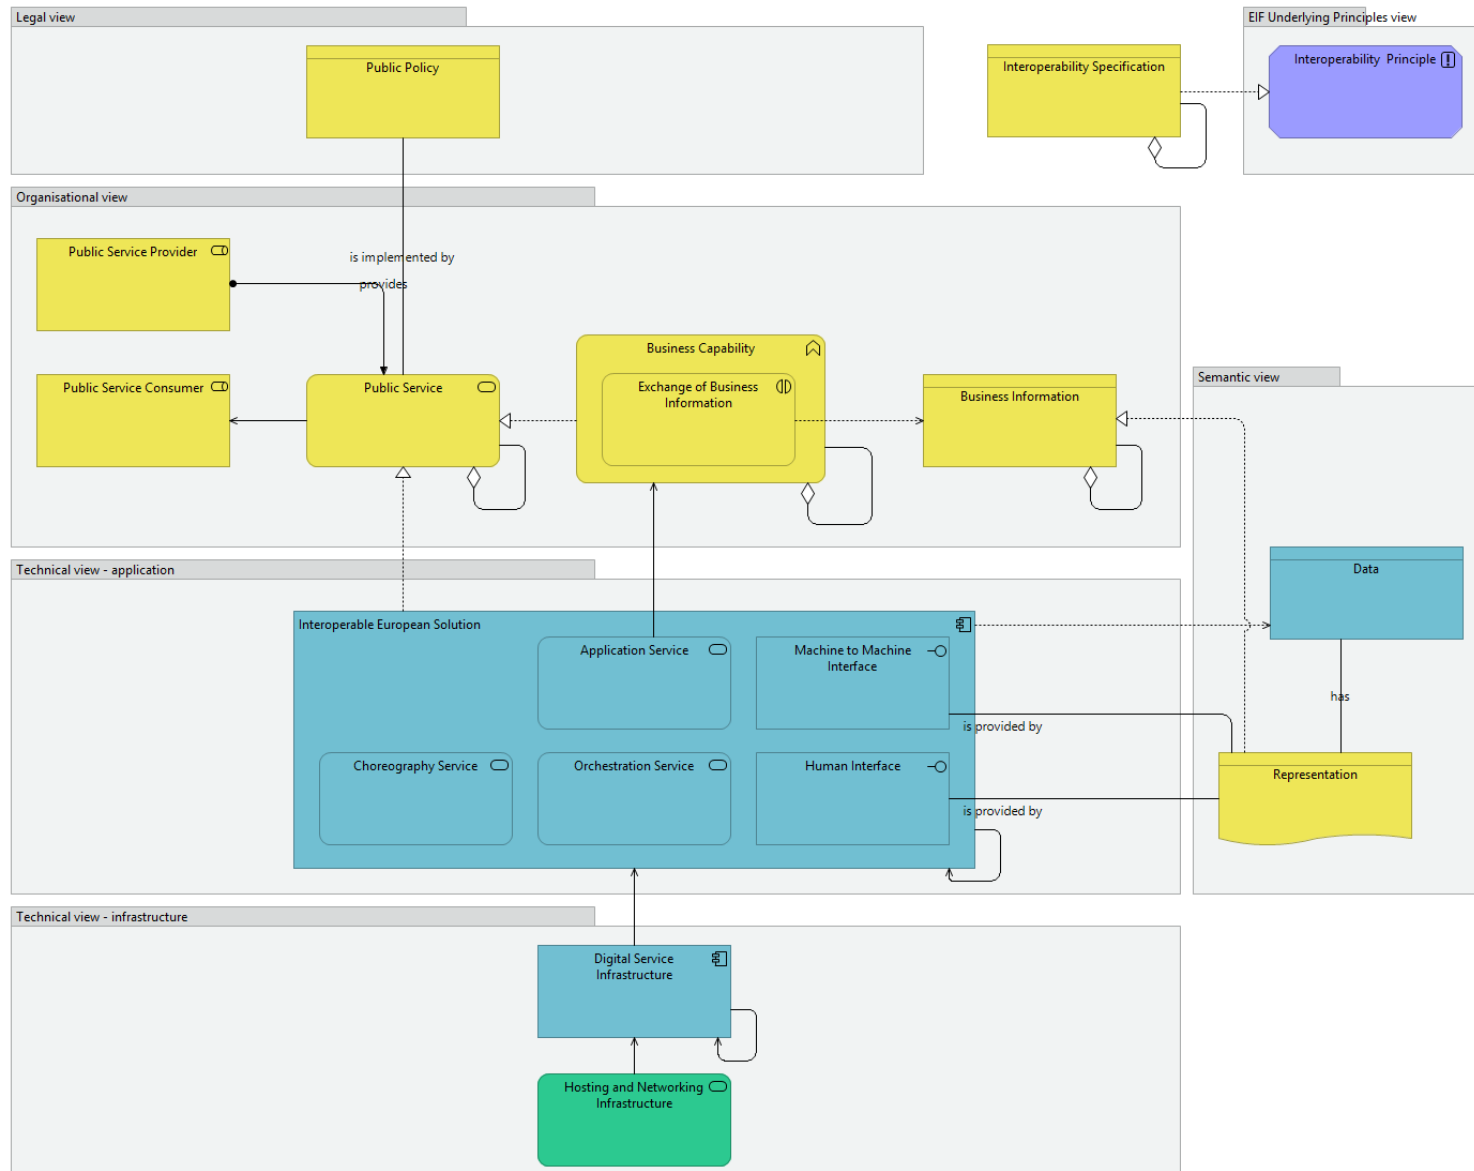 Legal view
EIF Underlying Principles view
Public Policy
Interoperability Specification
Interoperability  Principle
Organisational view
Public Service Provider
is implemented by
provides
Business Capability
Public Service Consumer
Public Service
Exchange of Business
Information
Business Information
Semantic view
Technical view - application
Data
Interoperable European Solution
Application Service
Machine to Machine
Interface
has
is provided by
Choreography Service
Orchestration Service
Human Interface
Representation
is provided by
Technical view - infrastructure
Digital Service
Infrastructure
Hosting and Networking
Infrastructure